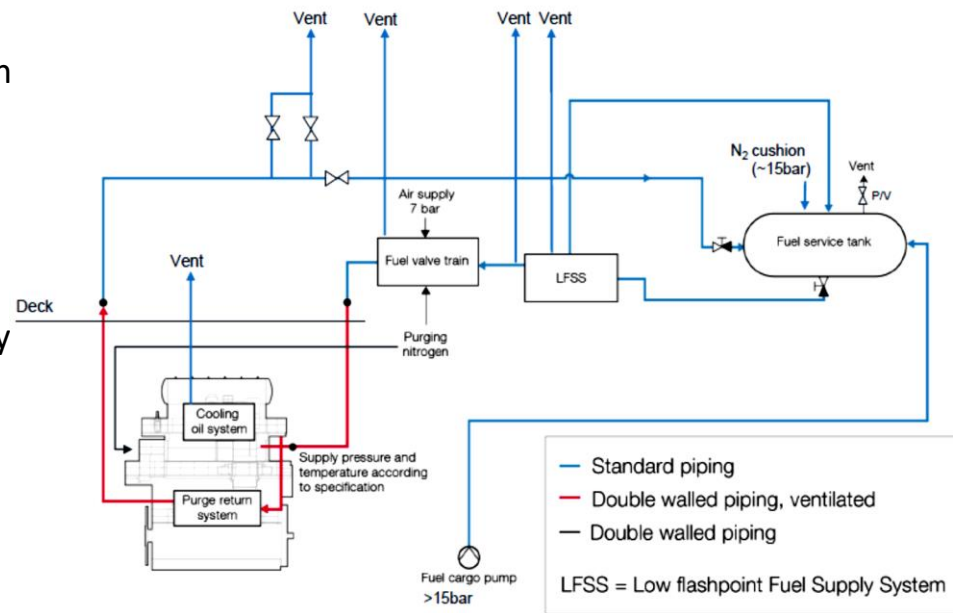 Vent
Vent
Vent
Vent
n
N₂ cushion
(~15bar)
Vent
P/V
Air supply
7 bar
Fuel valve train
LFSS
Fuel service tank
Vent
Deck
y
Purging
nitrogen
Cooling
oil system
Supply pressure and
temperature according
to specification
Purge return
system
Fuel cargo pump
>15bar
Standard piping
Double walled piping, ventilated
Double walled piping
LFSS = Low flashpoint Fuel Supply System